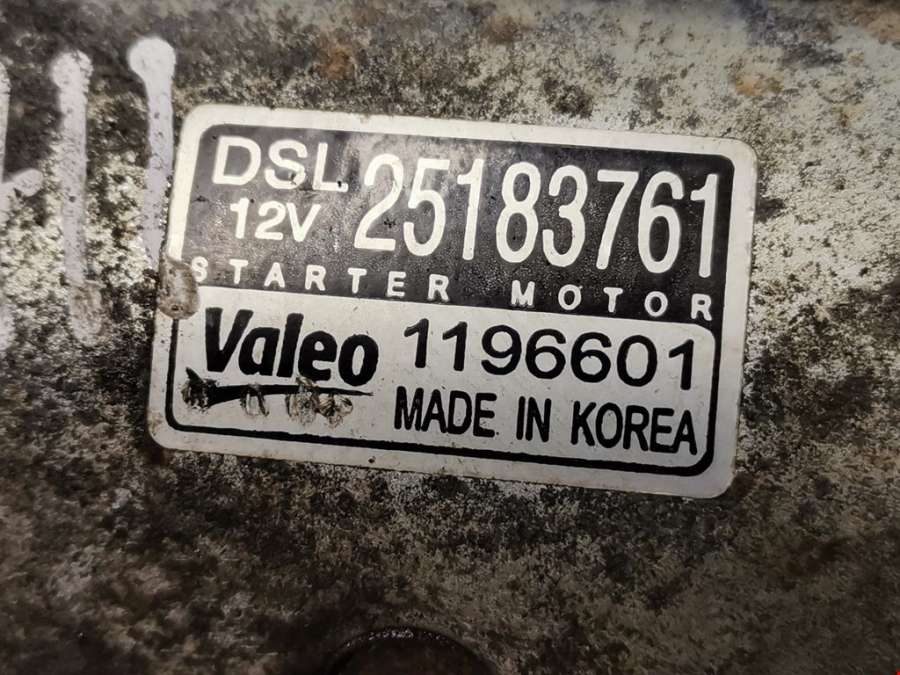 DSL 25183761
12V
STARTER MOTOR
Valeo 1196601
MADE IN KOREA